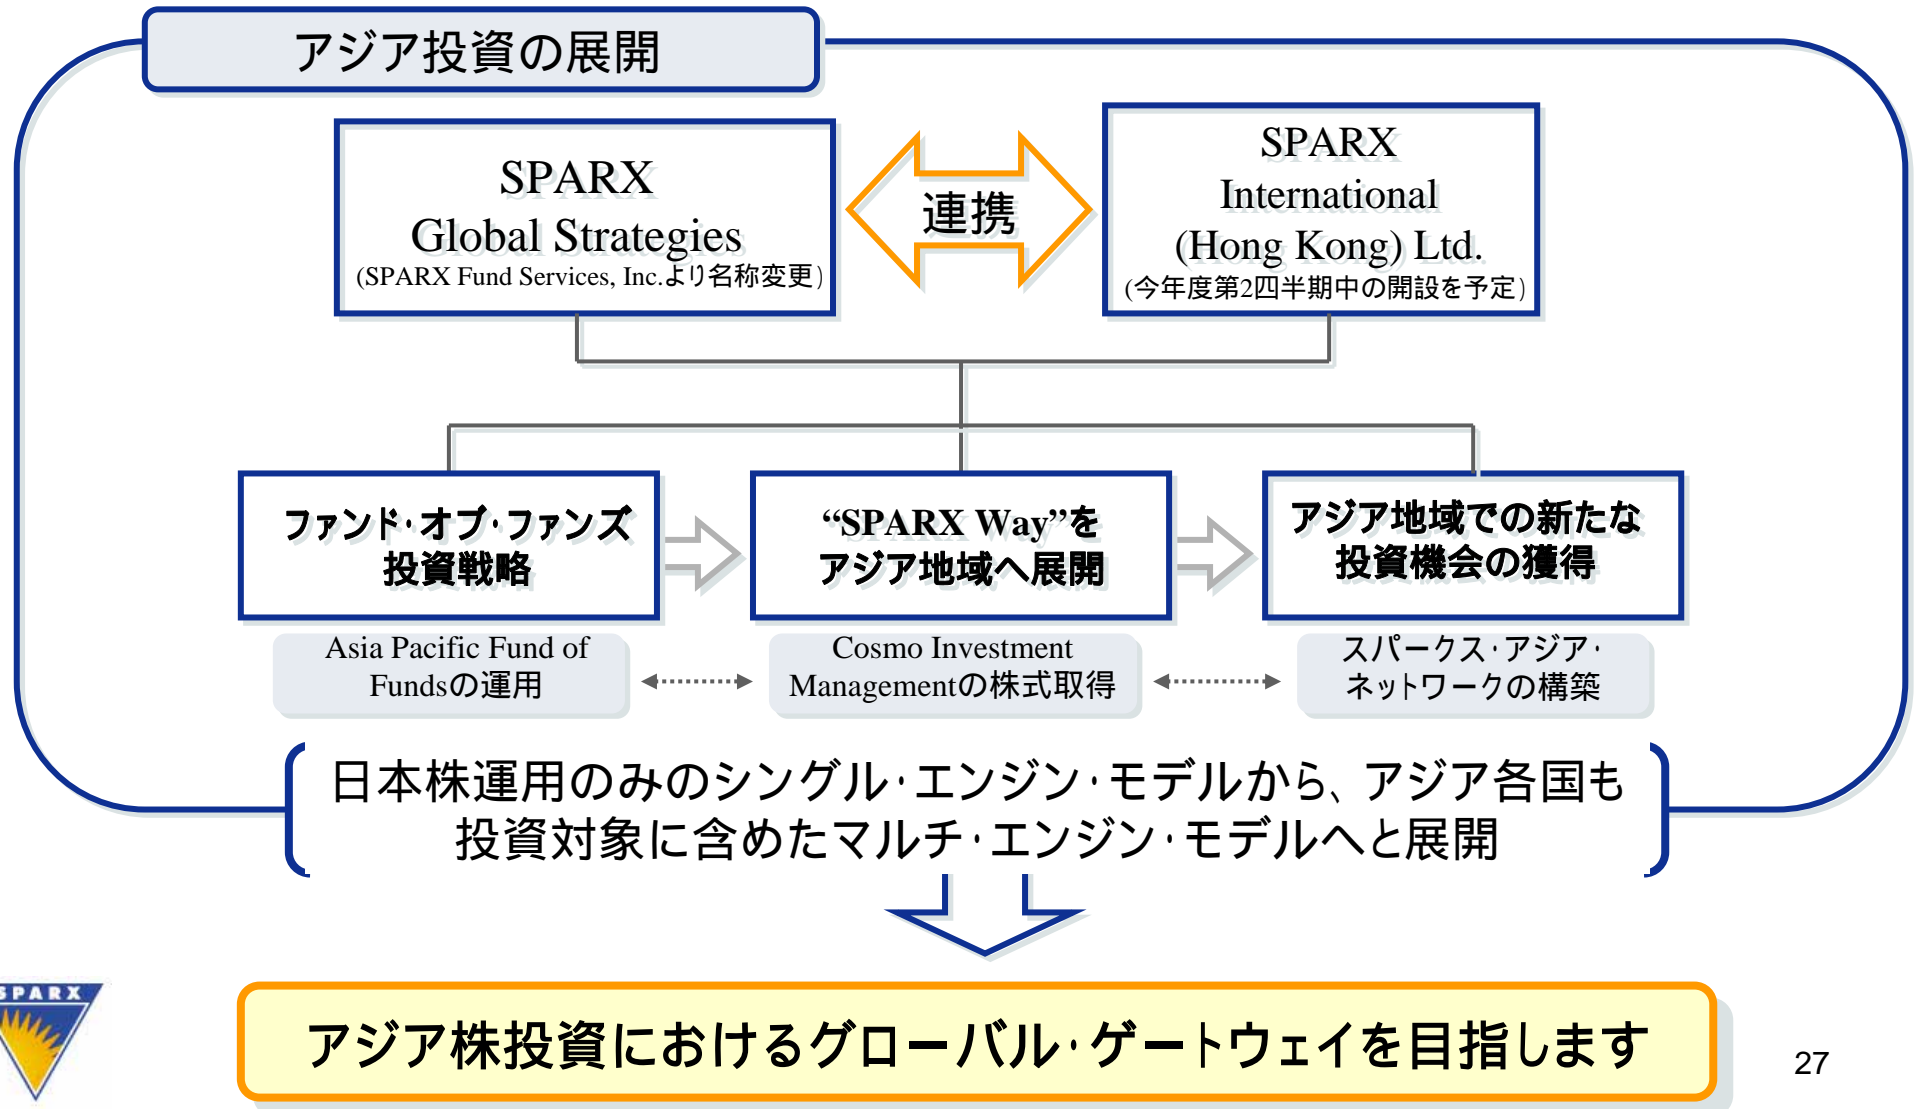 アジア投資の展開
SPARX
Global Strategies
(SPARX Fund Services, Inc.より名称変更)
連携
SPARX
International
(Hong Kong) Ltd.
(今年度第2四半期中の開設を予定)
ファンド・オブ・ファンズ
投資戦略
“SPARX Way”を
アジア地域へ展開
アジア地域での新たな
投資機会の獲得
Asia Pacific Fund of
Fundsの運用
Cosmo Investment
Managementの株式取得
スパークス・アジア・
ネットワークの構築
日本株運用のみのシングル・エンジン・モデルから、アジア各国も
投資対象に含めたマルチ・エンジン・モデルへと展開
SPARX
アジア株投資におけるグローバル・ゲートウェイを目指します
27